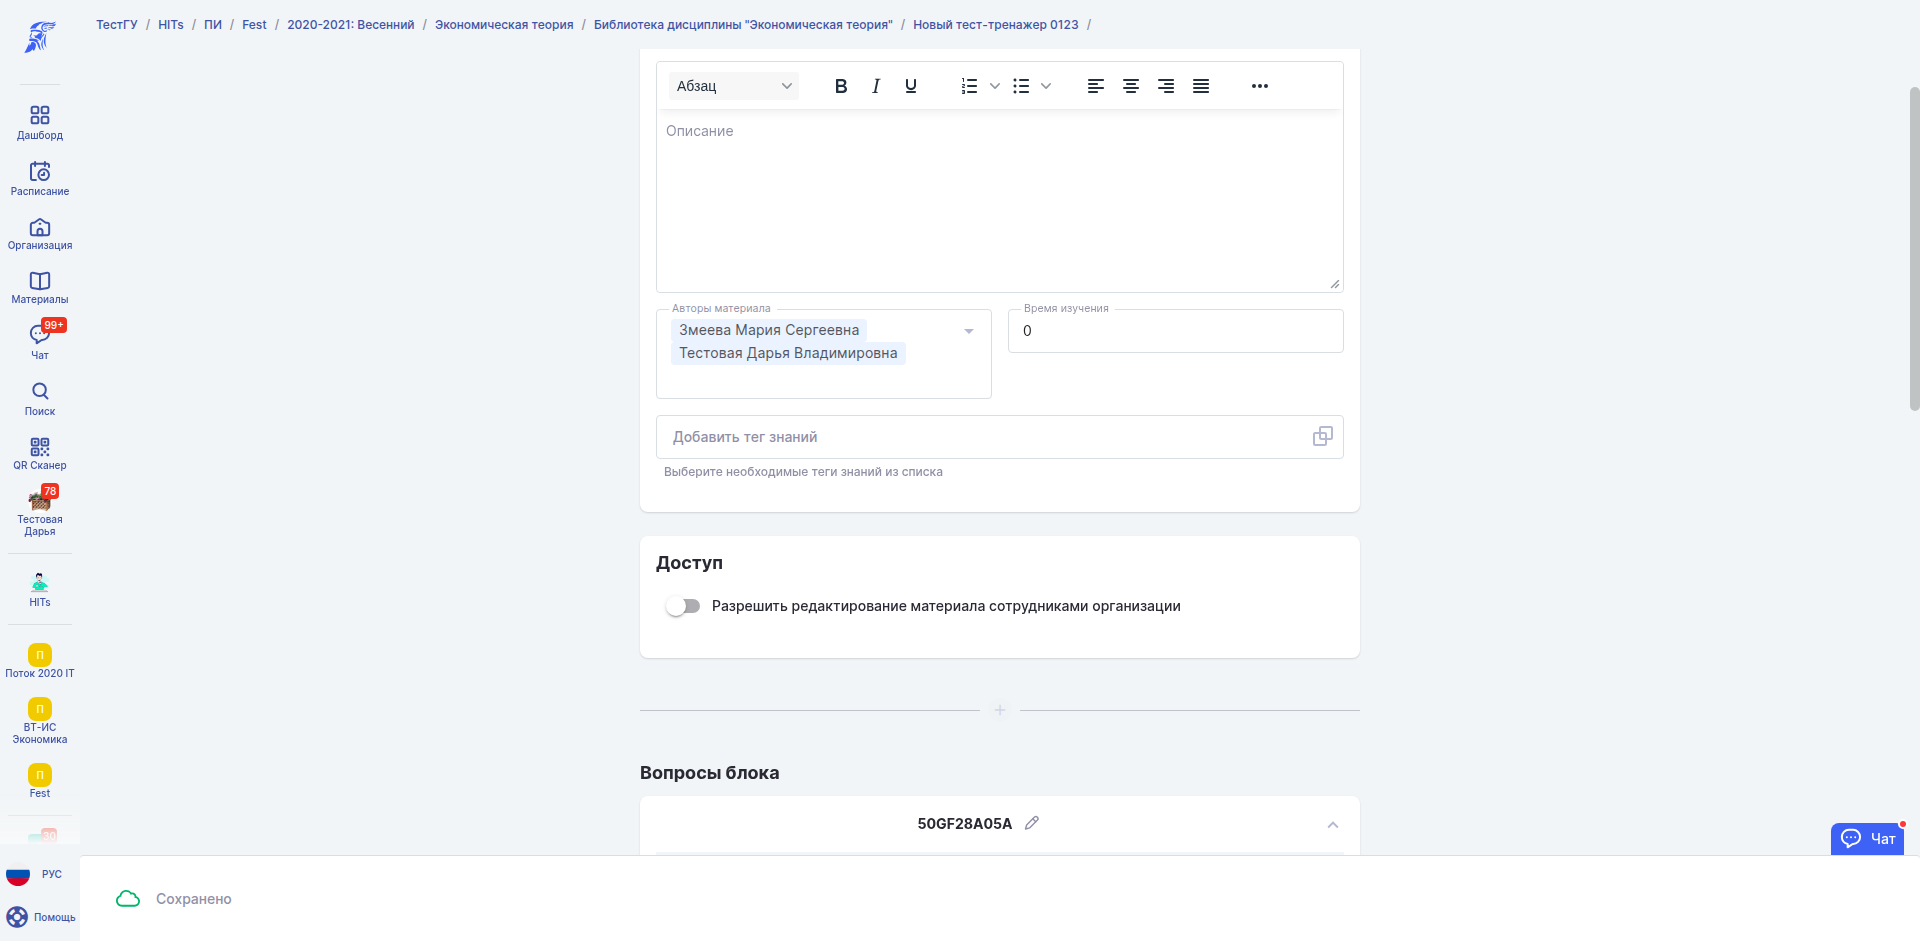 ТестГУ / HITs / ПИ / Fest / 2020-2021: Весенний / Экономическая теория / Библиотека дисциплины "Экономическая теория" / Новый тест-тренажер 0123 /
Дашборд
Расписание
Организация
Материалы
99+
Чат
Поиск
QR Сканер
78
Тестовая
Дарья
HITs
П
Поток 2020 IT
П
ВТ-ИС
Экономика
П
Fest
30
РУС
Помощь
Абзац
B I U
Описание
Авторы материала
Змеева Мария Сергеевна
Тестовая Дарья Владимировна
Время изучения
0
Добавить тег знаний
Выберите необходимые теги знаний из списка
Доступ
Разрешить редактирование материала сотрудниками организации
Вопросы блока
50GF28A05A
Чат
Сохранено